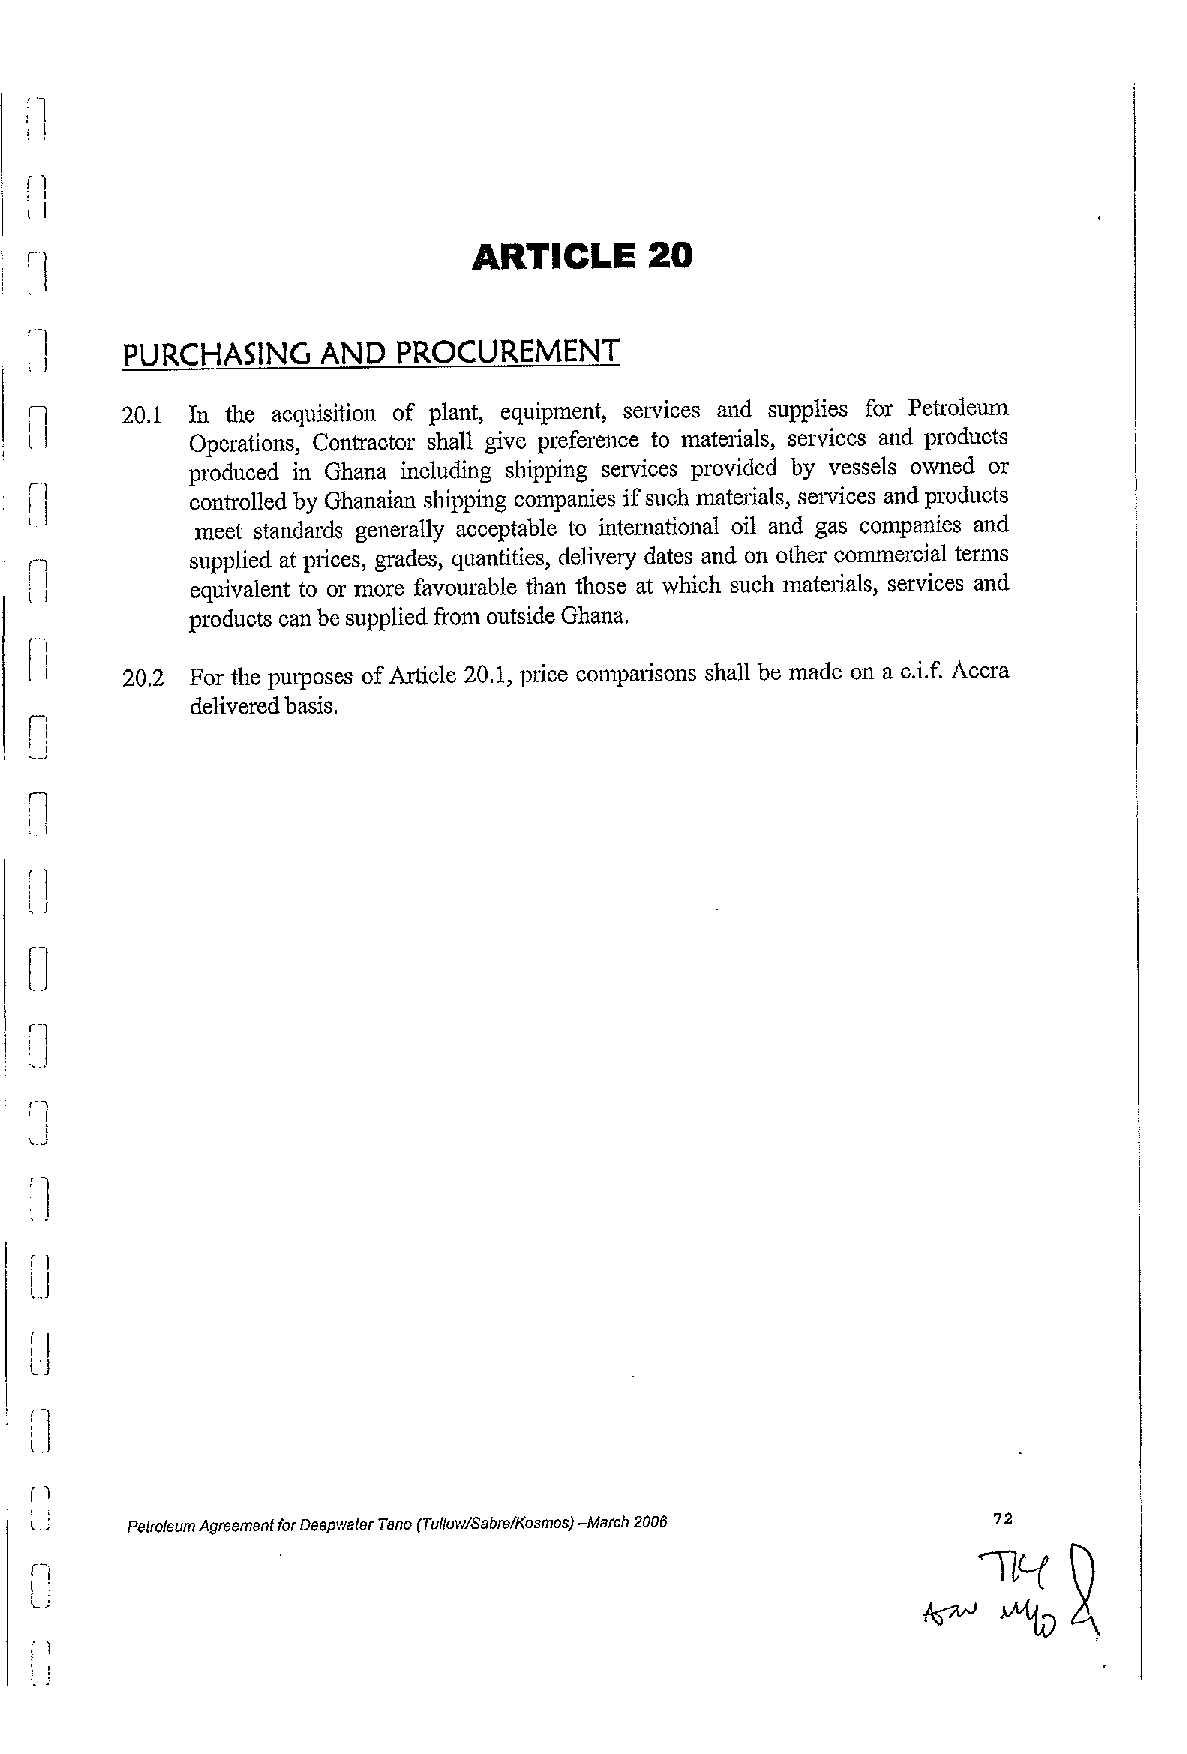 ARTICLE 20
PURCHASING AND PROCUREMENT
20.1 In the acquisition of plant, equipment, services and supplies for Petroleum
Operations, Contractor shall give preference to materials, services and products
produced in Ghana including shipping services provided by vessels owned or
controlled by Ghanaian shipping companies if such materials, services and products
meet standards generally acceptable to international oil and gas companies and
supplied at prices, grades, quantities, delivery dates and on other commercial terms
equivalent to or more favourable than those at which such materials, services and
products can be supplied from outside Ghana.
20.2 For the purposes of Article 20.1, price comparisons shall be made on a c.i.f. Accra
delivered basis.
Petroleum Agreement for Deepwater Tano (Tullow/Sabre/Kosmos) –March 2006 72